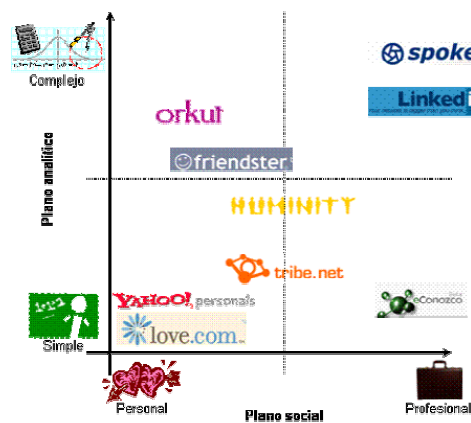 spoke
Complejo
Linked
orkut
friendster
Plano analítico
HUMINITY
tribe.net
YAHOO! personals
eConozco
love.com
Simple
Personal
Profesional
Plano social